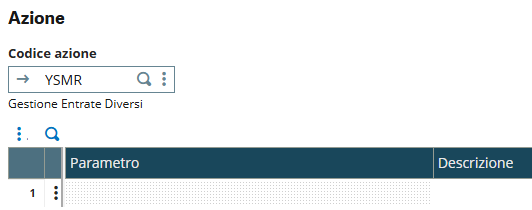 Azione
Codice azione
YSMR
Gestione Entrate Diversi
Parametro Descrizione
1